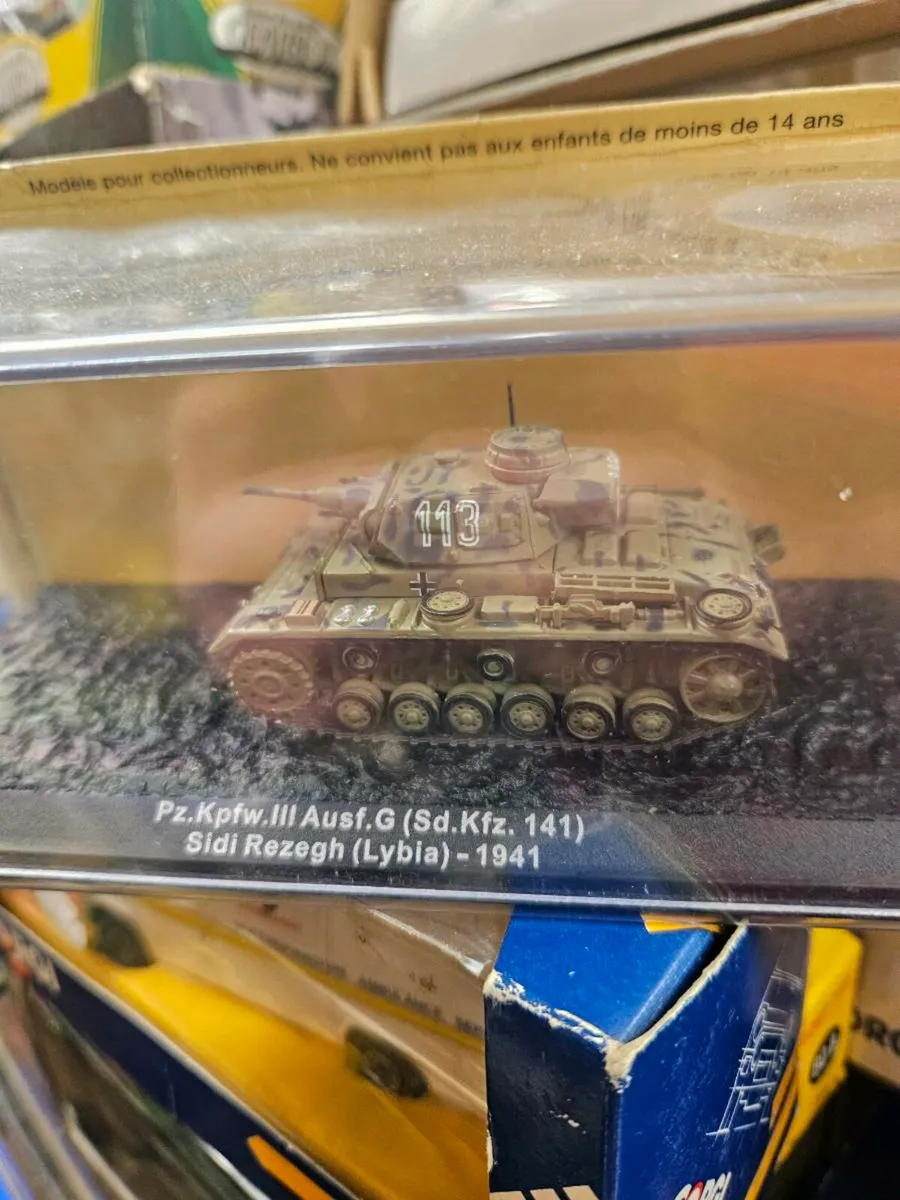 Modèle pour collectionneurs. Ne convient pas aux enfants de moins de 14 ans
113
Pz.Kpfw.III Ausf.G (Sd.Kfz. 141)
Sidi Rezegh (Lybia) - 1941
CORGI